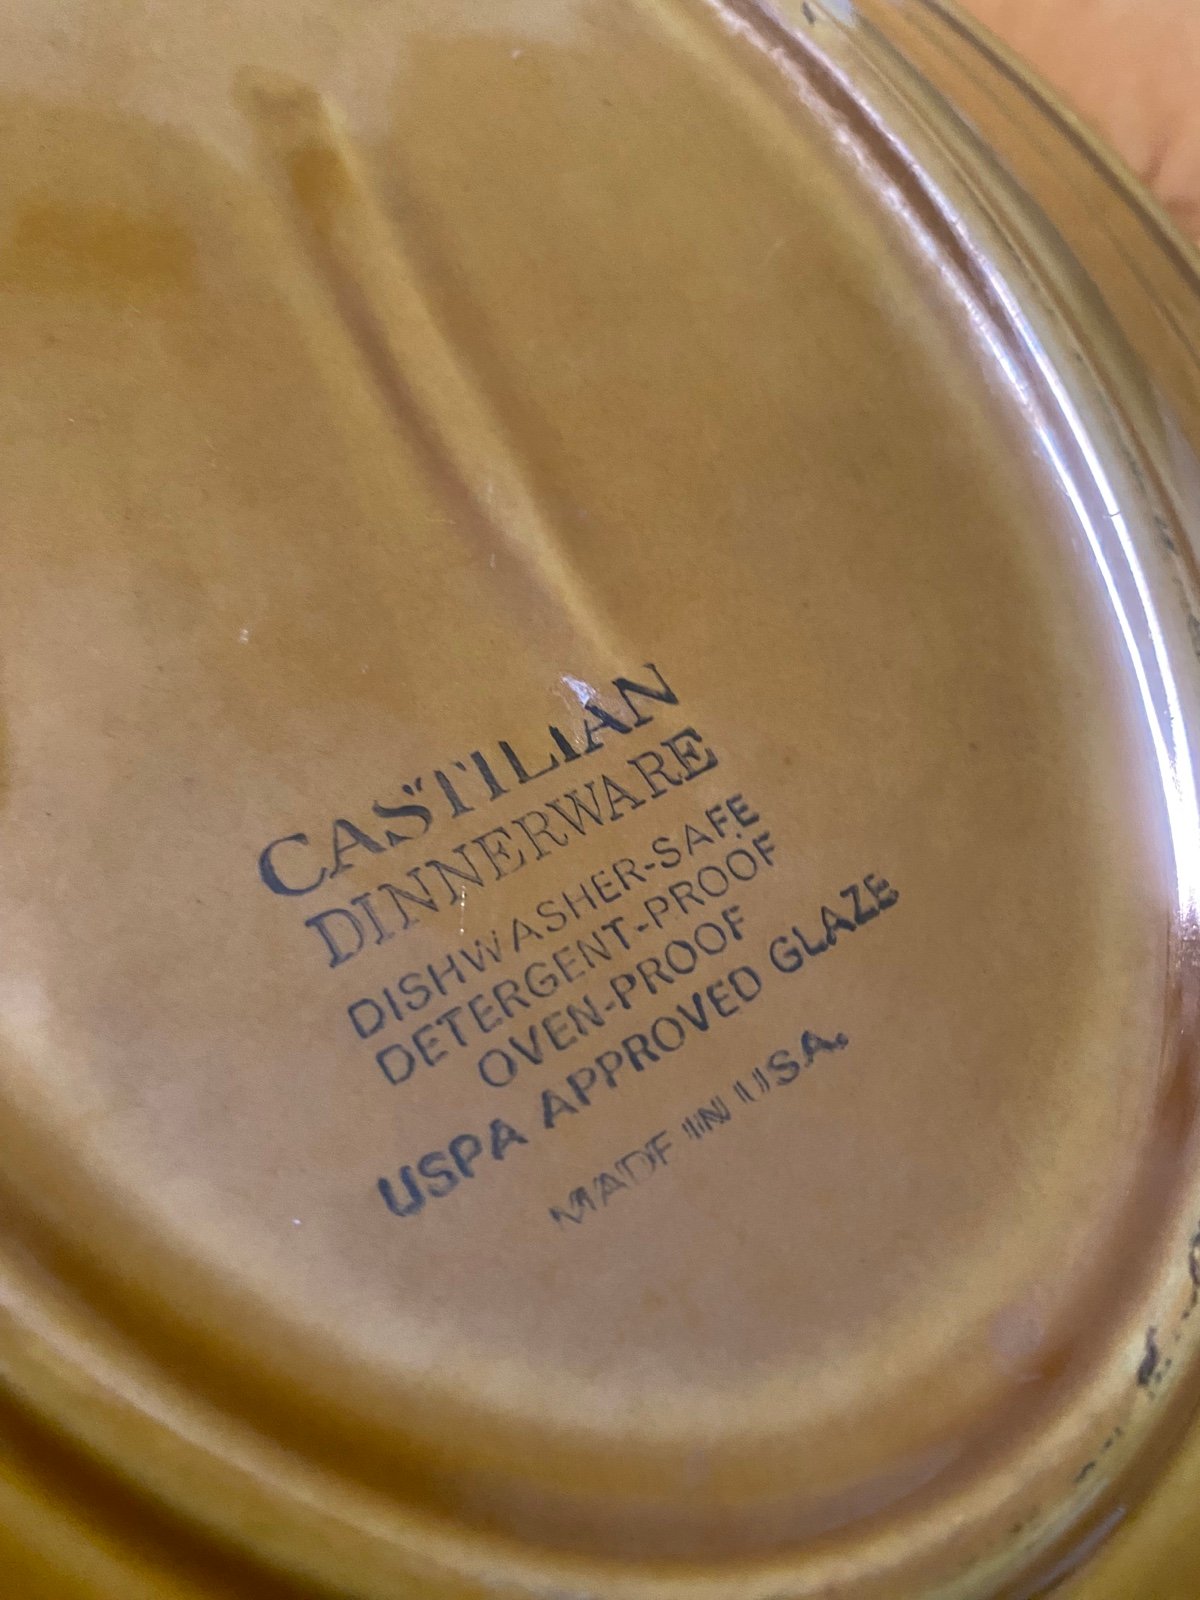 CASTILIAN
DINNERWARE
DISHWASHER-SAFE
DETERGENT-PROOF
OVEN-PROOF
USPA APPROVED GLAZE
MADE IN USA.